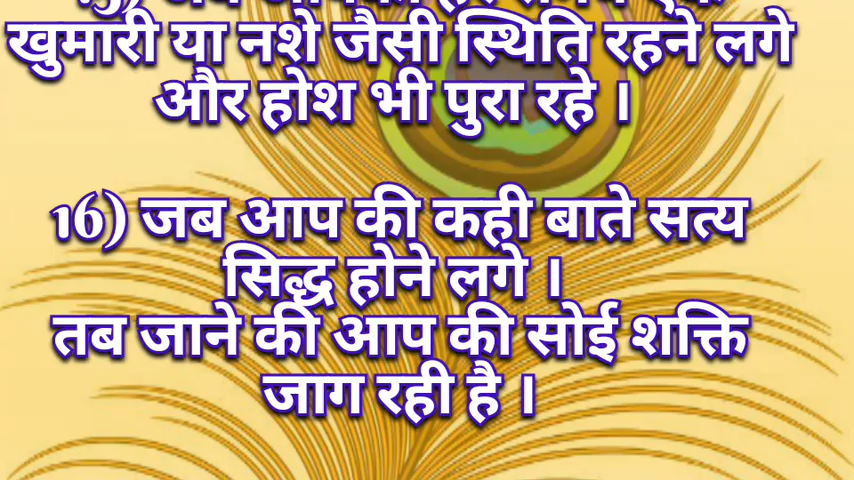 खुमारी या नशे जैसी स्थिति रहने लगे
और होश भी पुरा रहे ।
16) जब आप की कही बाते सत्य
सिद्ध होने लगे ।
तब जाने की आप की सोई शक्ति
जाग रही है ।